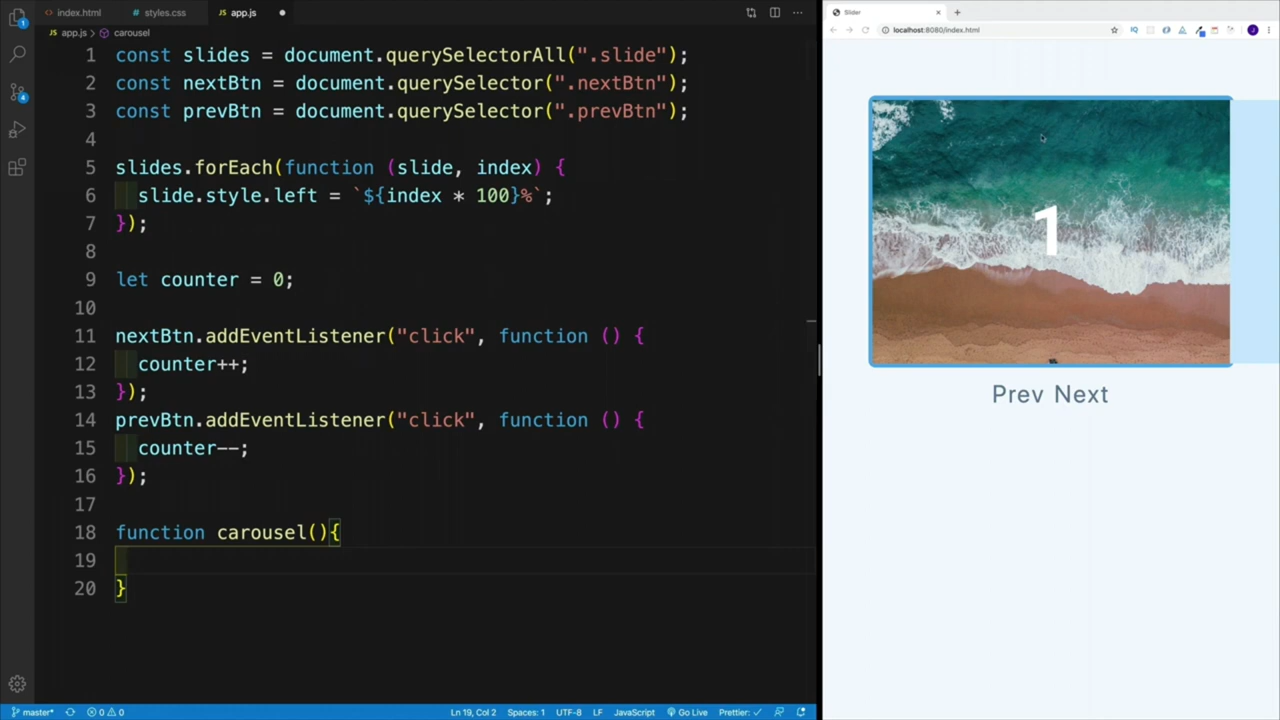 index.html
styles.css
app.js
app.js
carousel
1 const slides = document.querySelectorAll(".slide");
2 const nextBtn = document.querySelector(".nextBtn");
3 const prevBtn = document.querySelector(".prevBtn");
4
5 slides.forEach(function (slide, index) {
6 slide.style.left = `${index * 100}%`;
7 });
8
9 let counter = 0;
10
11 nextBtn.addEventListener("click", function () {
12 counter++;
13 });
14 prevBtn.addEventListener("click", function () {
15 counter--;
16 });
17
18 function carousel(){
19
20 }
1
4
master*
0 0
Ln 19, Col 2
Spaces: 1
UTF-8
LF
JavaScript
Go Live
Prettier:
Slider
localhost:8080/index.html
J
1
Prev Next